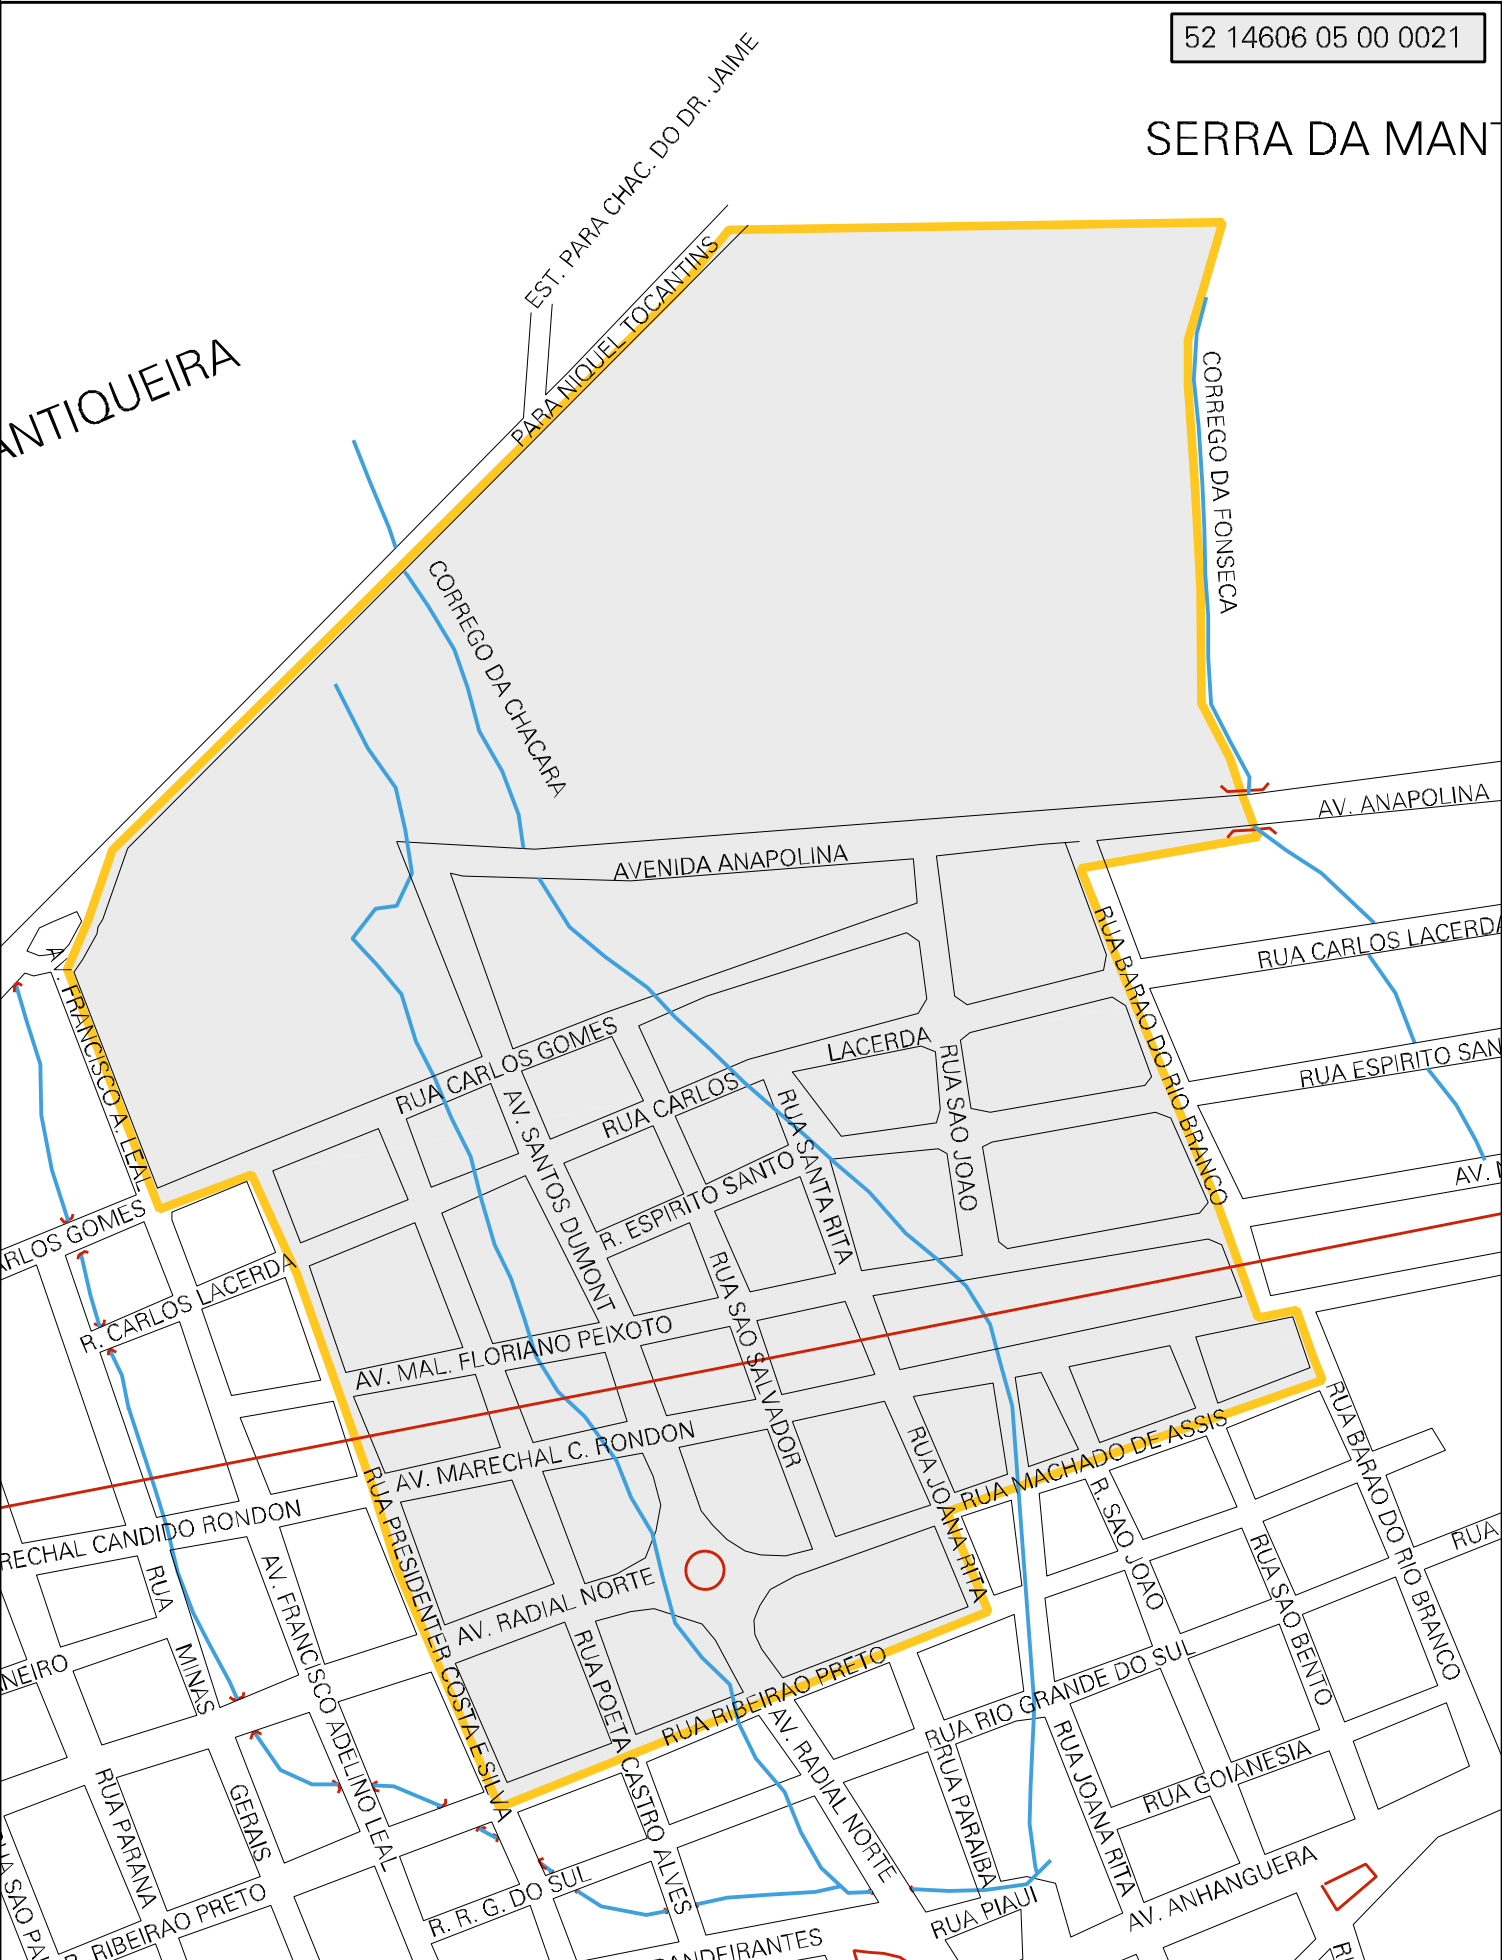 52 14606 05 00 0021
SERRA DA MANT
EST. PARA CHAC. DO DR. JAIME
PARA NIQUEL TOCANTINS
ANTIQUEIRA
CORREGO DA FONSECA
CORREGO DA CHACARA
AV. ANAPOLINA
AVENIDA ANAPOLINA
RUA CARLOS LACERDA
AV. FRANCISCO A. LEAL
RUA BARAO DO RIO BRANCO
RUA CARLOS GOMES
LACERDA
RUA CARLOS
RUA ESPIRITO SAN
RUA SAO JOAO
AV. SANTOS DUMONT
RUA SANTA RITA
R. ESPIRITO SANTO
AV. M
ARLOS GOMES
R. CARLOS LACERDA
RUA SAO SALVADOR
AV. MAL. FLORIANO PEIXOTO
AV. MARECHAL C. RONDON
RUA MACHADO DE ASSIS
RUA JOANA RITA
RUA BARAO DO RIO BRANCO
RECHAL CANDIDO RONDON
RUA PRESIDENTER COSTA E SILVA
R. SAO JOAO
RUA SAO BENTO
RUA
AV. RADIAL NORTE
RUA
MINAS
GERAIS
AV. FRANCISCO ADELINO LEAL
NEIRO
RUA POETA CASTRO ALVES
RUA RIBEIRAO PRETO
RUA RIO GRANDE DO SUL
AV. RADIAL NORTE
RUA PARAIBA
RUA JOANA RITA
RUA GOIANESIA
RUA PARANA
UA SAO PA
R. RIBEIRAO PRETO
R. R. G. DO SUL
RUA PIAUI
AV. ANHANGUERA
ANDEIRANTES
RI